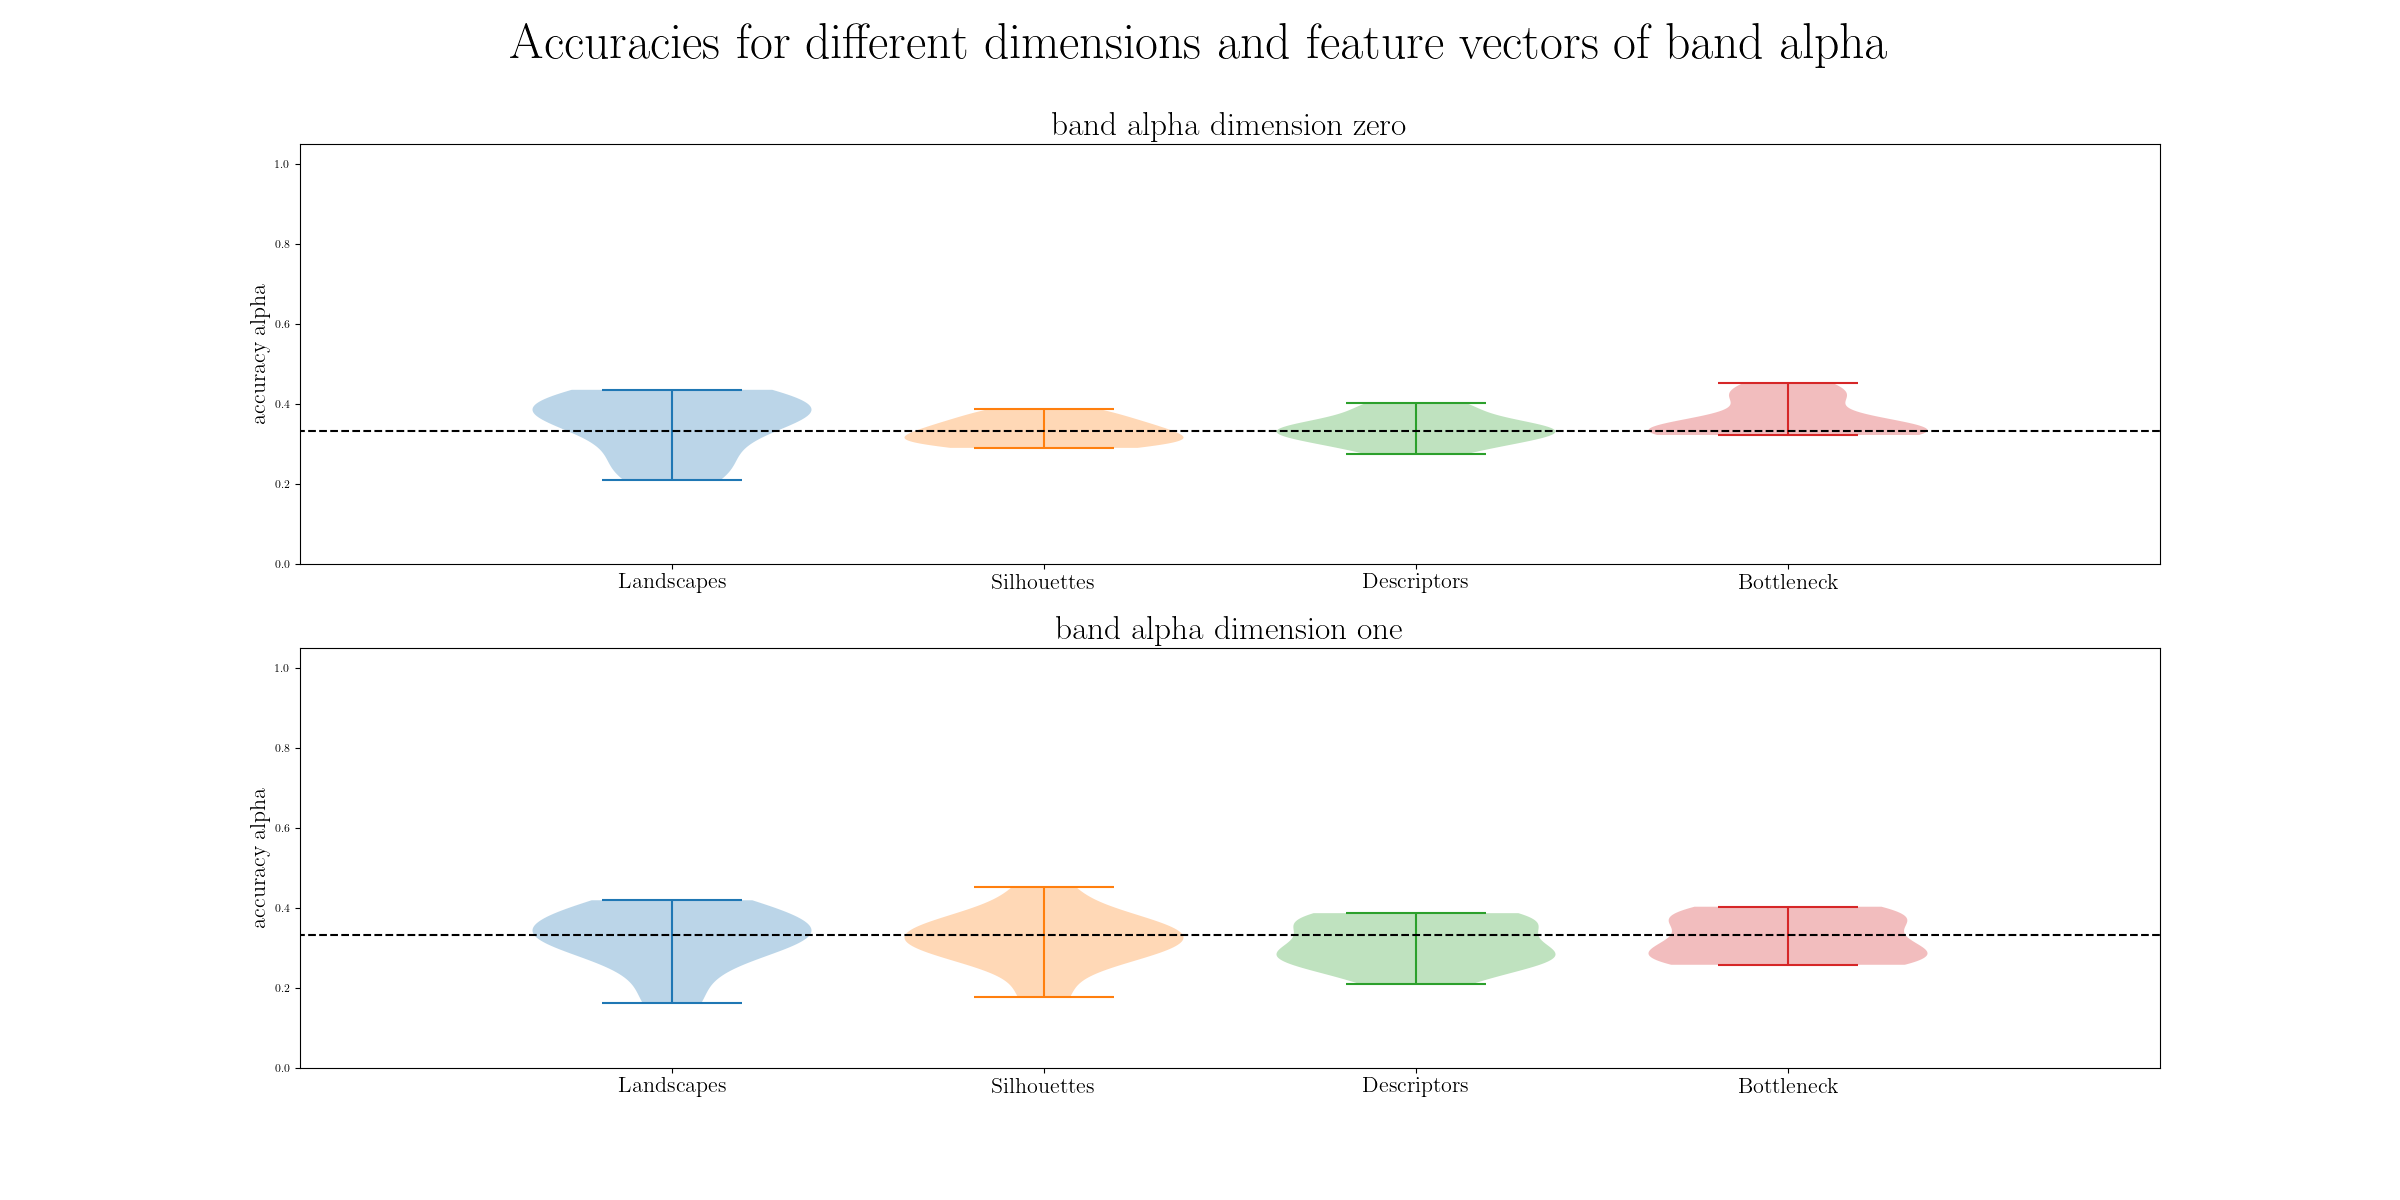 Accuracies for different dimensions and feature vectors of band alpha
band alpha dimension zero
accuracy alpha
1.0
0.8
0.6
0.4
0.2
0.0
Landscapes Silhouettes Descriptors Bottleneck
band alpha dimension one
accuracy alpha
1.0
0.8
0.6
0.4
0.2
0.0
Landscapes Silhouettes Descriptors Bottleneck